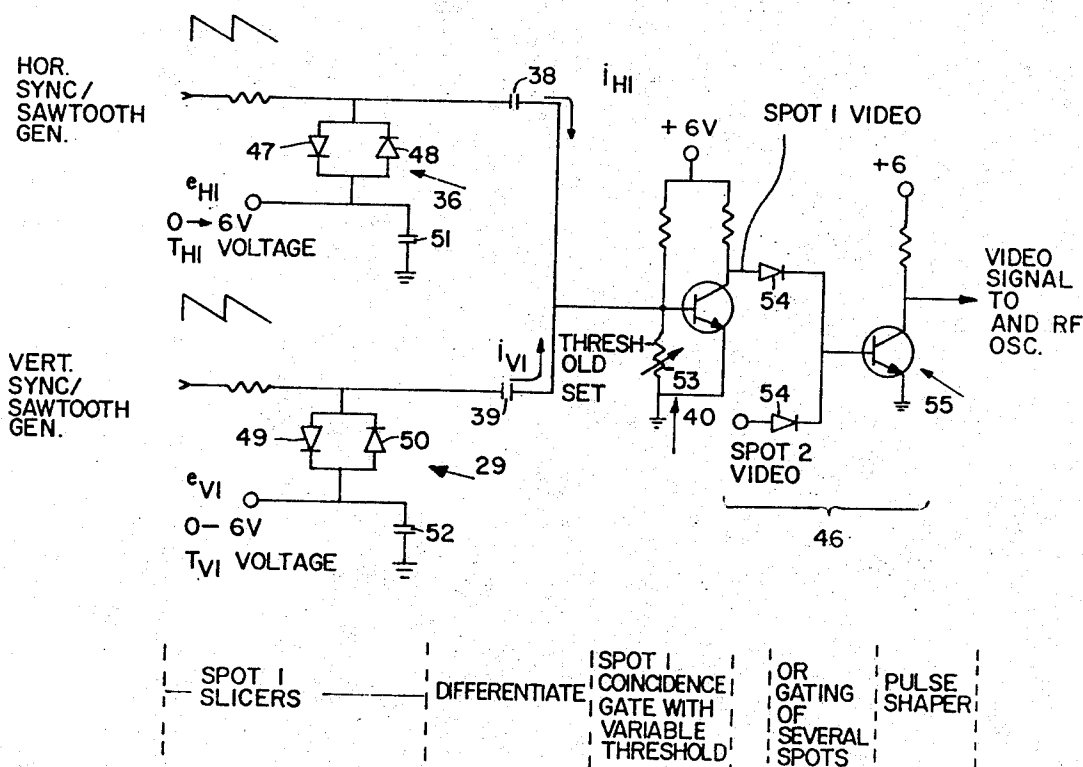 HOR.
SYNC/
SAWTOOTH
GEN.
38
iHI
SPOT 1 VIDEO
+6V
+6
47
48
36
eHI
0→6V
THI VOLTAGE
51
54
VIDEO
SIGNAL
TO
AND RF
OSC.
VERT.
SYNC/
SAWTOOTH
GEN.
iVI
39
THRESH-
OLD
SET
53
40
54
SPOT 2
VIDEO
55
49
50
29
eVI
0-6V
TVI VOLTAGE
52
46
SPOT 1
SLICERS
DIFFERENTIATE
SPOT 1
COINCIDENCE
GATE WITH
VARIABLE
THRESHOLD
OR
GATING
OF
SEVERAL
SPOTS
PULSE
SHAPER